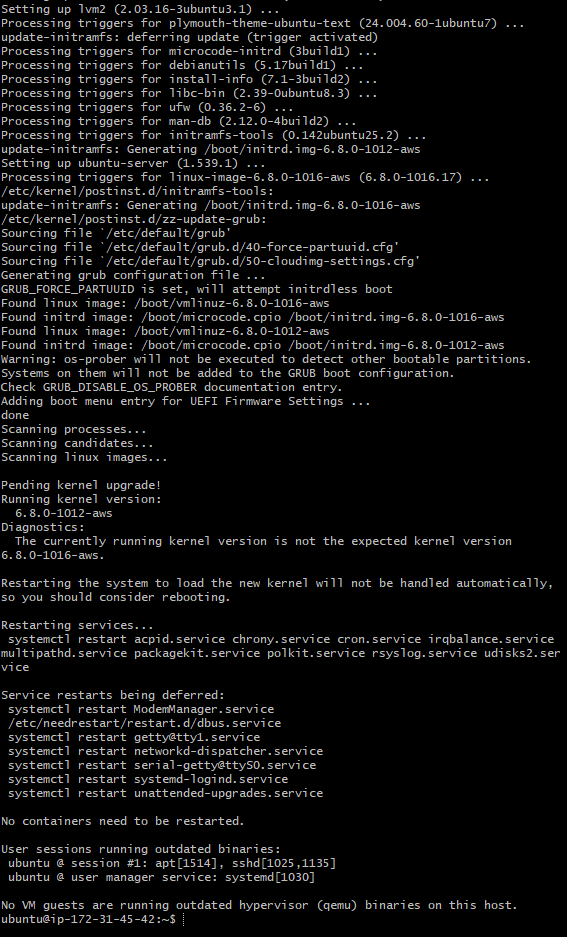 Setting up lvm2 (2.03.16-3ubuntu3.1) ...
Processing triggers for plymouth-theme-ubuntu-text (24.004.60-1ubuntu7) ...
update-initramfs: deferring update (trigger activated)
Processing triggers for microcode-initrd (3build1) ...
Processing triggers for debianutils (5.17build1) ...
Processing triggers for install-info (7.1-3build2) ...
Processing triggers for libc-bin (2.39-0ubuntu8.3) ...
Processing triggers for ufw (0.36.2-6) ...
Processing triggers for man-db (2.12.0-4build2) ...
Processing triggers for initramfs-tools (0.142ubuntu25.2) ...
update-initramfs: Generating /boot/initrd.img-6.8.0-1012-aws
Setting up ubuntu-server (1.539.1) ...
Processing triggers for linux-image-6.8.0-1016-aws (6.8.0-1016.17) ...
/etc/kernel/postinst.d/initramfs-tools:
update-initramfs: Generating /boot/initrd.img-6.8.0-1016-aws
/etc/kernel/postinst.d/zz-update-grub:
Sourcing file `/etc/default/grub'
Sourcing file `/etc/default/grub.d/40-force-partuuid.cfg'
Sourcing file `/etc/default/grub.d/50-cloudimg-settings.cfg'
Generating grub configuration file ...
GRUB_FORCE_PARTUUID is set, will attempt initrdless boot
Found linux image: /boot/vmlinuz-6.8.0-1016-aws
Found initrd image: /boot/microcode.cpio /boot/initrd.img-6.8.0-1016-aws
Found linux image: /boot/vmlinuz-6.8.0-1012-aws
Found initrd image: /boot/microcode.cpio /boot/initrd.img-6.8.0-1012-aws
Warning: os-prober will not be executed to detect other bootable partitions.
Systems on them will not be added to the GRUB boot configuration.
Check GRUB_DISABLE_OS_PROBER documentation entry.
Adding boot menu entry for UEFI Firmware Settings ...
done
Scanning processes...
Scanning candidates...
Scanning linux images...
Pending kernel upgrade!
Running kernel version:
6.8.0-1012-aws
Diagnostics:
The currently running kernel version is not the expected kernel version
6.8.0-1016-aws.
Restarting the system to load the new kernel will not be handled automatically,
so you should consider rebooting.
Restarting services...
systemctl restart acpid.service chrony.service cron.service irqbalance.service
multipathd.service packagekit.service polkit.service rsyslog.service udisks2.ser
vice
Service restarts being deferred:
systemctl restart ModemManager.service
/etc/needrestart/restart.d/dbus.service
systemctl restart getty@tty1.service
systemctl restart networkd-dispatcher.service
systemctl restart serial-getty@ttyS0.service
systemctl restart systemd-logind.service
systemctl restart unattended-upgrades.service
No containers need to be restarted.
User sessions running outdated binaries:
ubuntu @ session #1: apt[1514], sshd[1025,1135]
ubuntu @ user manager service: systemd[1030]
No VM guests are running outdated hypervisor (qemu) binaries on this host.
ubuntu@ip-172-31-45-42:~$